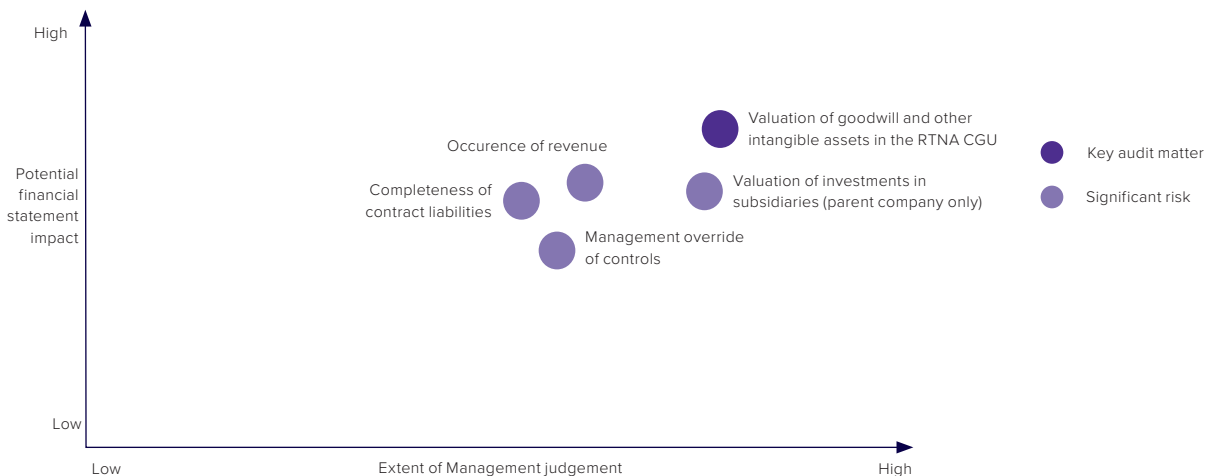 High
Potential
financial
statement
impact
Low
Low
Extent of Management judgement
High
Occurence of revenue
Completeness of
contract liabilities
Management override
of controls
Valuation of goodwill and other
intangible assets in the RTNA CGU
Valuation of investments in
subsidiaries (parent company only)
Key audit matter
Significant risk